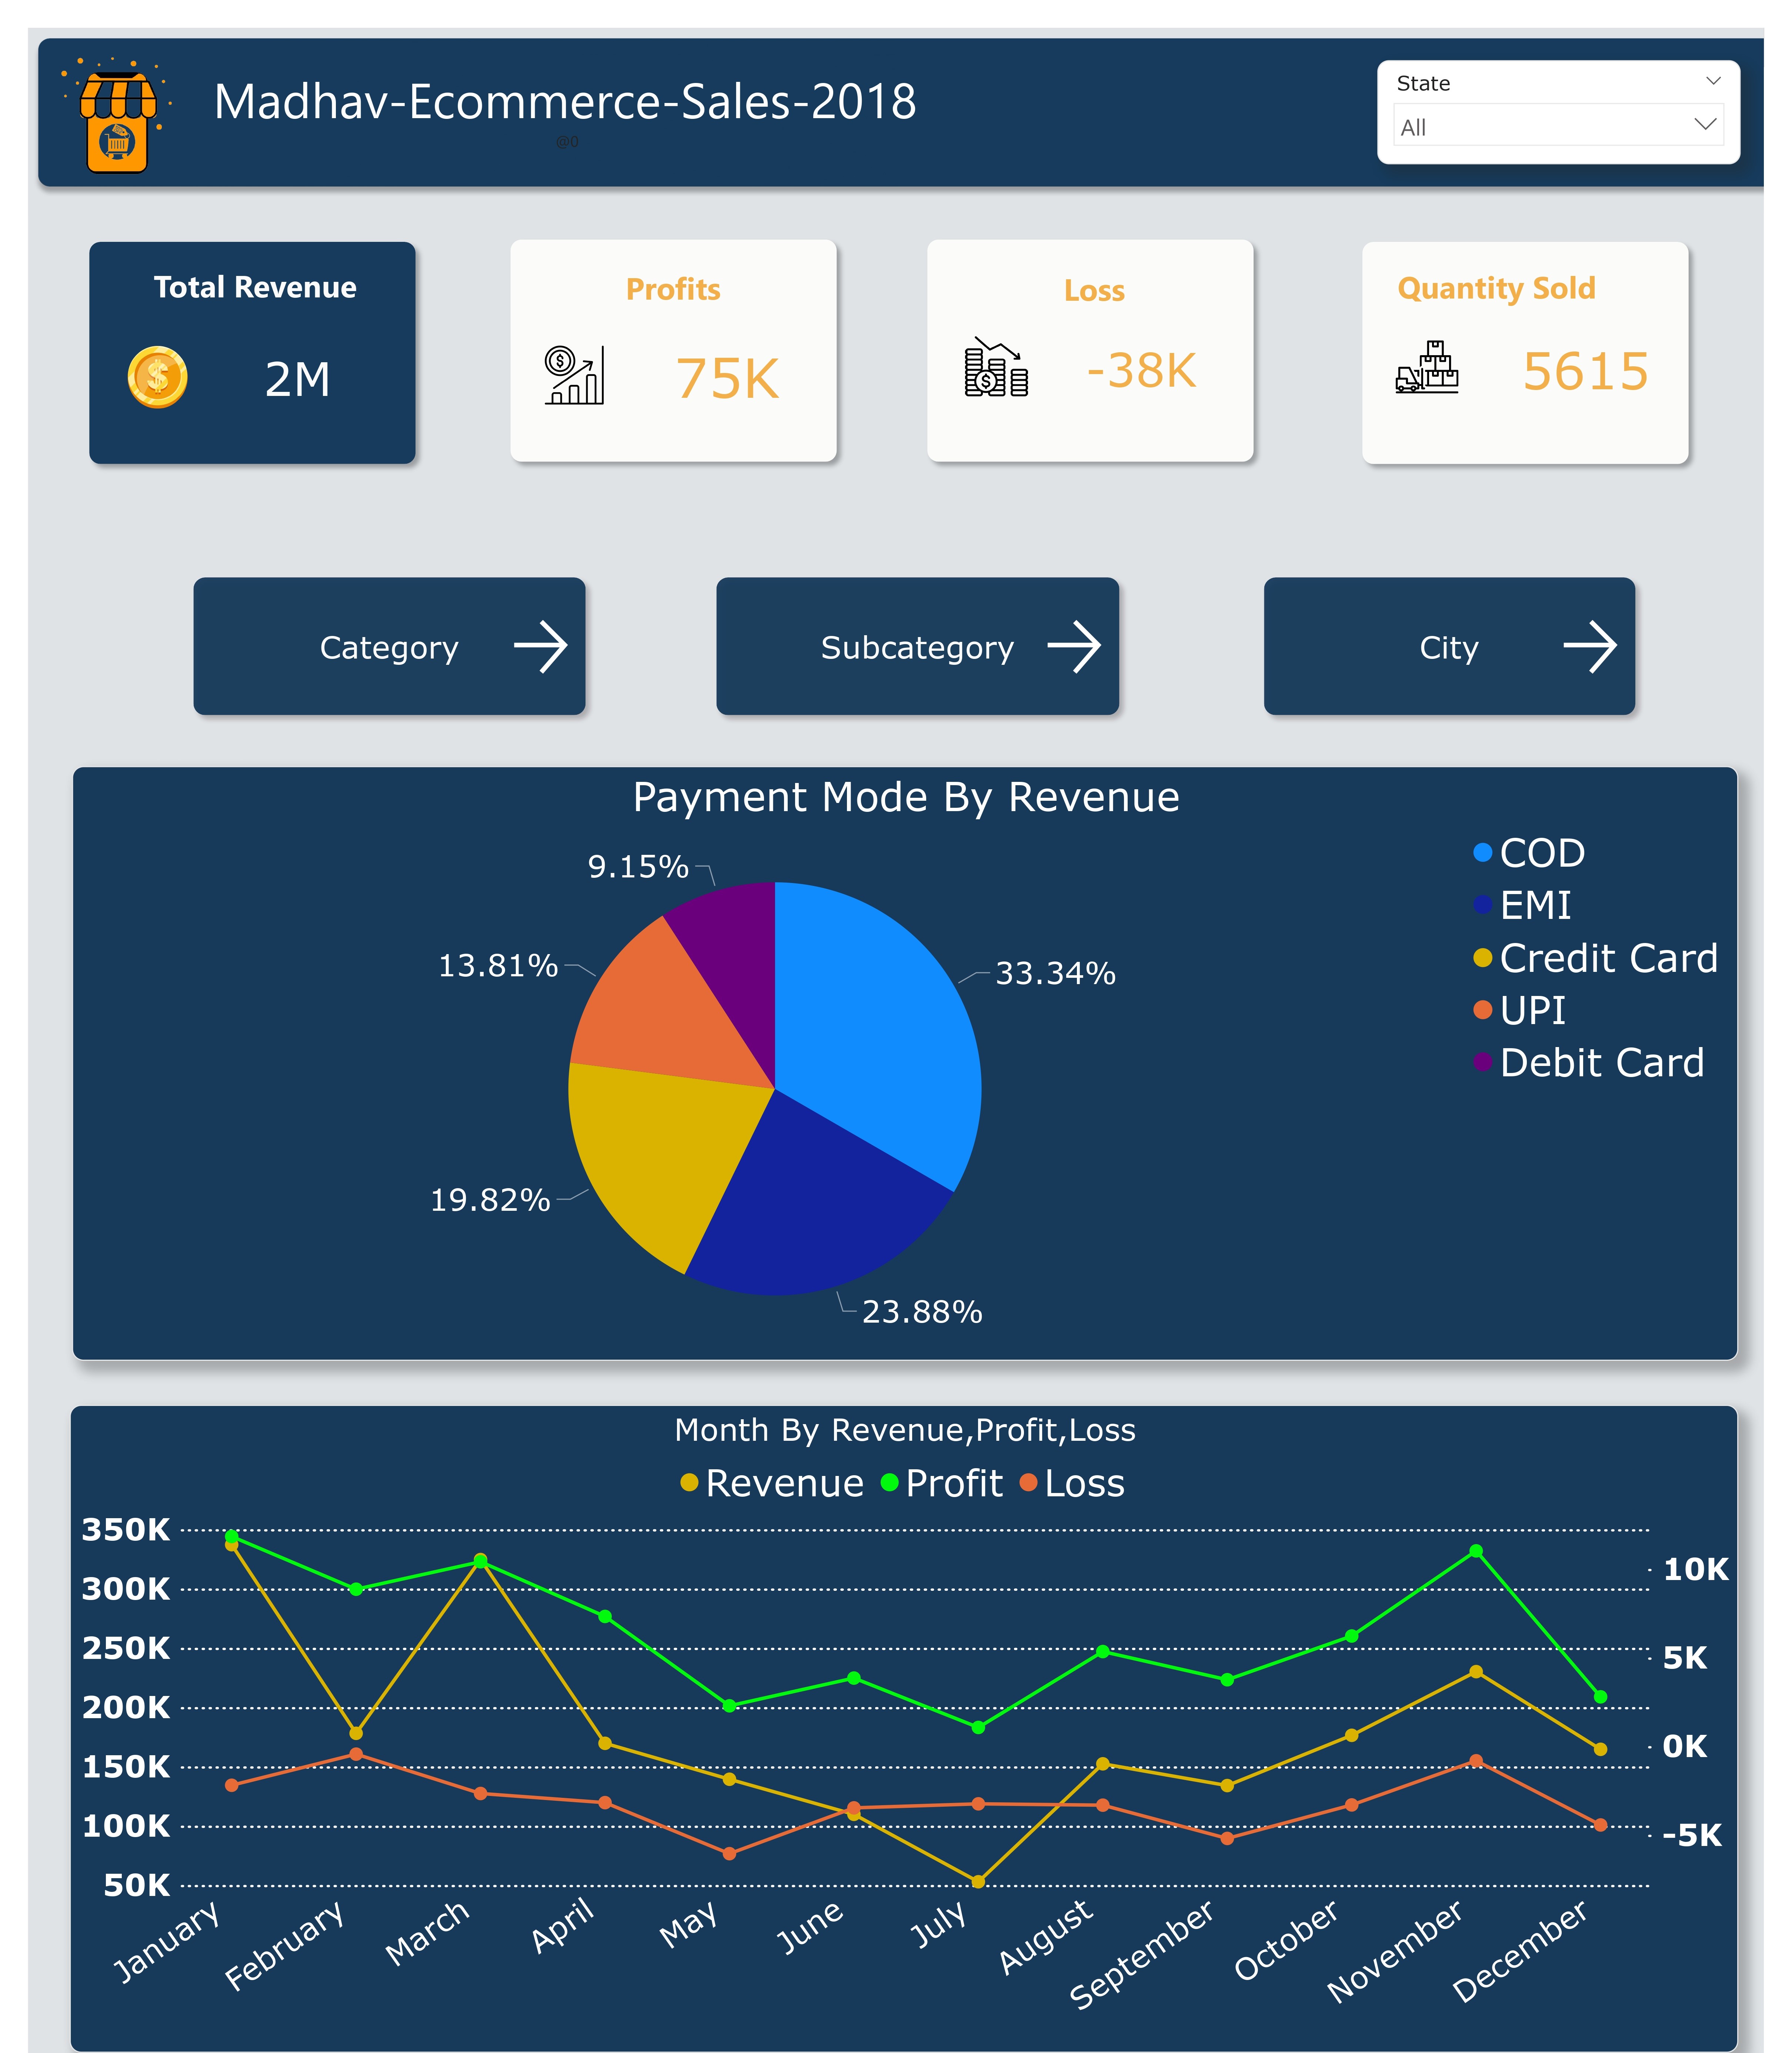 Madhav-Ecommerce-Sales-2018
@0
State
All
Total Revenue
2M
Profits
75K
Loss
-38K
Quantity Sold
5615
Category
Subcategory
City
Payment Mode By Revenue
9.15%
13.81%
33.34%
19.82%
23.88%
COD
EMI
Credit Card
UPI
Debit Card
Month By Revenue,Profit,Loss
Revenue Profit Loss
350K
300K
250K
200K
150K
100K
50K
10K
5K
0K
-5K
January
February
March
April
May
June
July
August
September
October
November
December